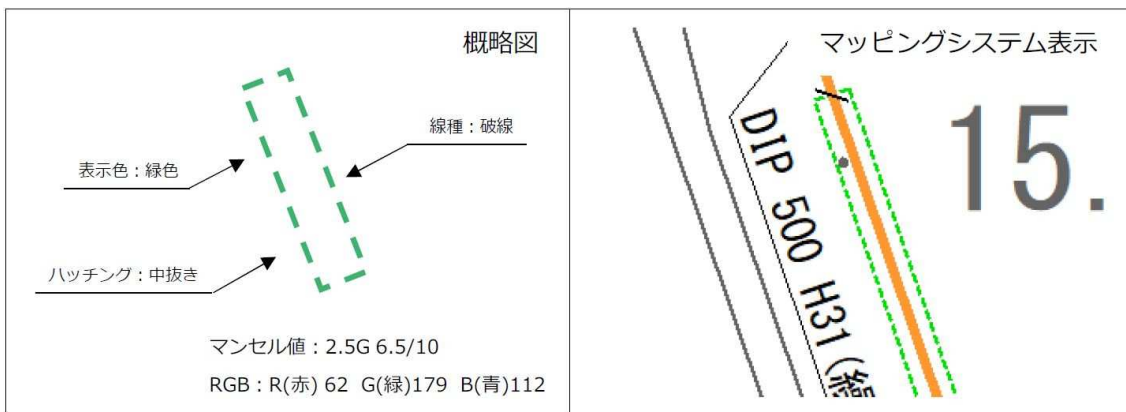 概略図
線種：破線
表示色：緑色
ハッチング：中抜き
マンセル値：2.5G 6.5/10
RGB：R(赤) 62 G(緑)179 B(青)112
マッピングシステム表示
DIP 500 H31(
15.